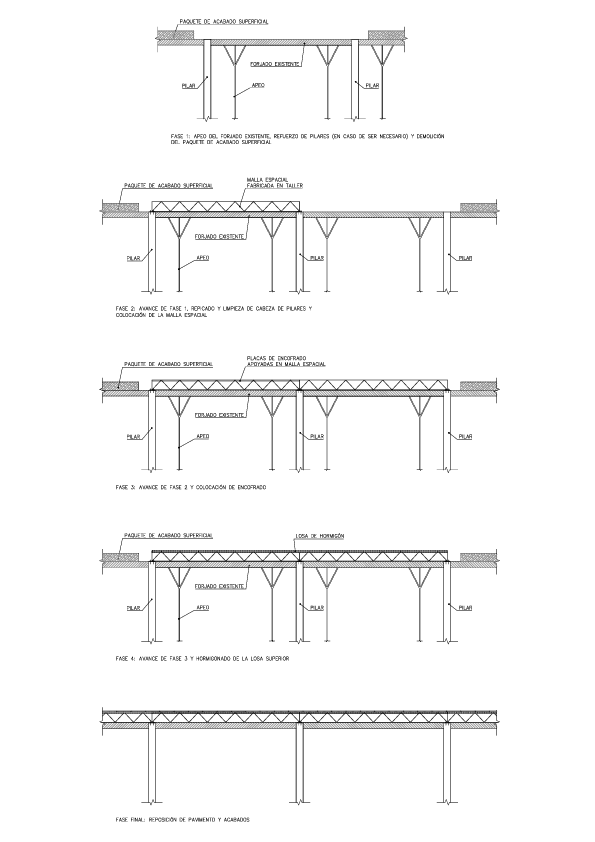 PAQUETE DE ACABADO SUPERFICIAL
FORJADO EXISTENTE
PILAR
APEO
PILAR
FASE 1: APEO DEL FORJADO EXISTENTE, REFUERZO DE PILARES (EN CASO DE SER NECESARIO) Y DEMOLICIÓN
DEL PAQUETE DE ACABADO SUPERFICIAL
PAQUETE DE ACABADO SUPERFICIAL
MALLA ESPACIAL
FABRICADA EN TALLER
FORJADO EXISTENTE
PILAR
APEO
PILAR
PILAR
FASE 2: AVANCE DE FASE 1, REPICADO Y LIMPIEZA DE CABEZA DE PILARES Y
COLOCACIÓN DE LA MALLA ESPACIAL
PAQUETE DE ACABADO SUPERFICIAL
PLACAS DE ENCOFRADO
APOYADAS EN MALLA ESPACIAL
FORJADO EXISTENTE
PILAR
APEO
PILAR
PILAR
FASE 3: AVANCE DE FASE 2 Y COLOCACIÓN DE ENCOFRADO
PAQUETE DE ACABADO SUPERFICIAL
LOSA DE HORMIGÓN
FORJADO EXISTENTE
PILAR
APEO
PILAR
PILAR
FASE 4: AVANCE DE FASE 3 Y HORMIGONADO DE LA LOSA SUPERIOR
FASE FINAL: REPOSICIÓN DE PAVIMENTO Y ACABADOS